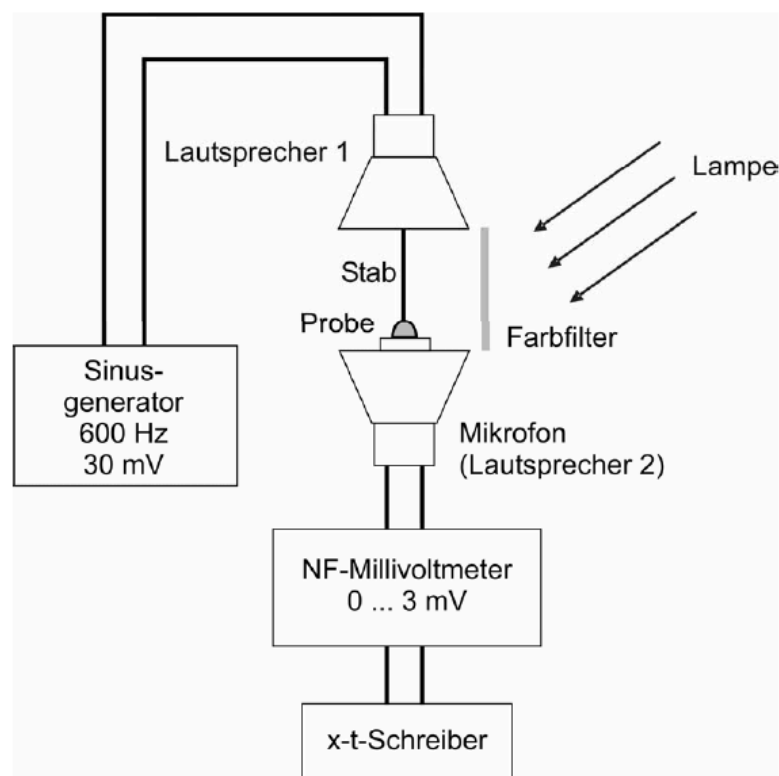 Lautsprecher 1
Lampe
Stab
Probe
Farbfilter
Sinus-
generator
600 Hz
30 mV
Mikrofon
(Lautsprecher 2)
NF-Millivoltmeter
0 ... 3 mV
x-t-Schreiber